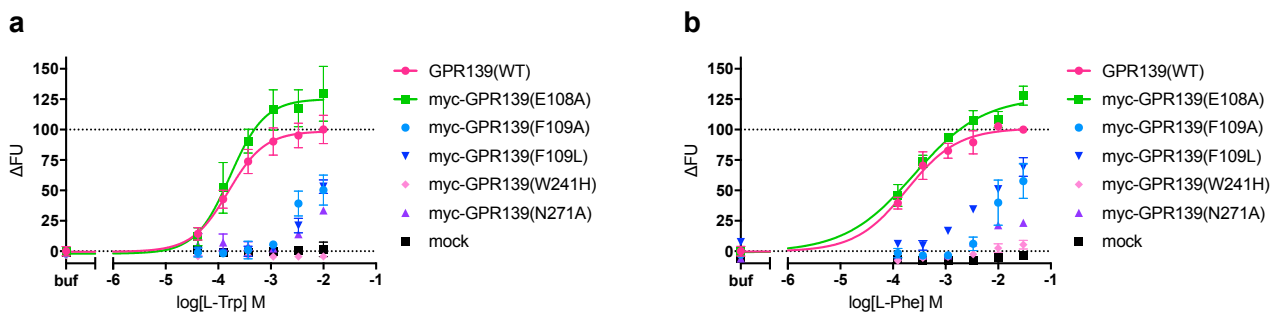 a
150
125
100
75
50
25
0
ΔFU
buf
-6 -5 -4 -3 -2 -1
log[L-Trp] M
GPR139(WT)
myc-GPR139(E108A)
myc-GPR139(F109A)
myc-GPR139(F109L)
myc-GPR139(W241H)
myc-GPR139(N271A)
mock
b
150
125
100
75
50
25
0
ΔFU
buf
-6 -5 -4 -3 -2 -1
log[L-Phe] M
GPR139(WT)
myc-GPR139(E108A)
myc-GPR139(F109A)
myc-GPR139(F109L)
myc-GPR139(W241H)
myc-GPR139(N271A)
mock